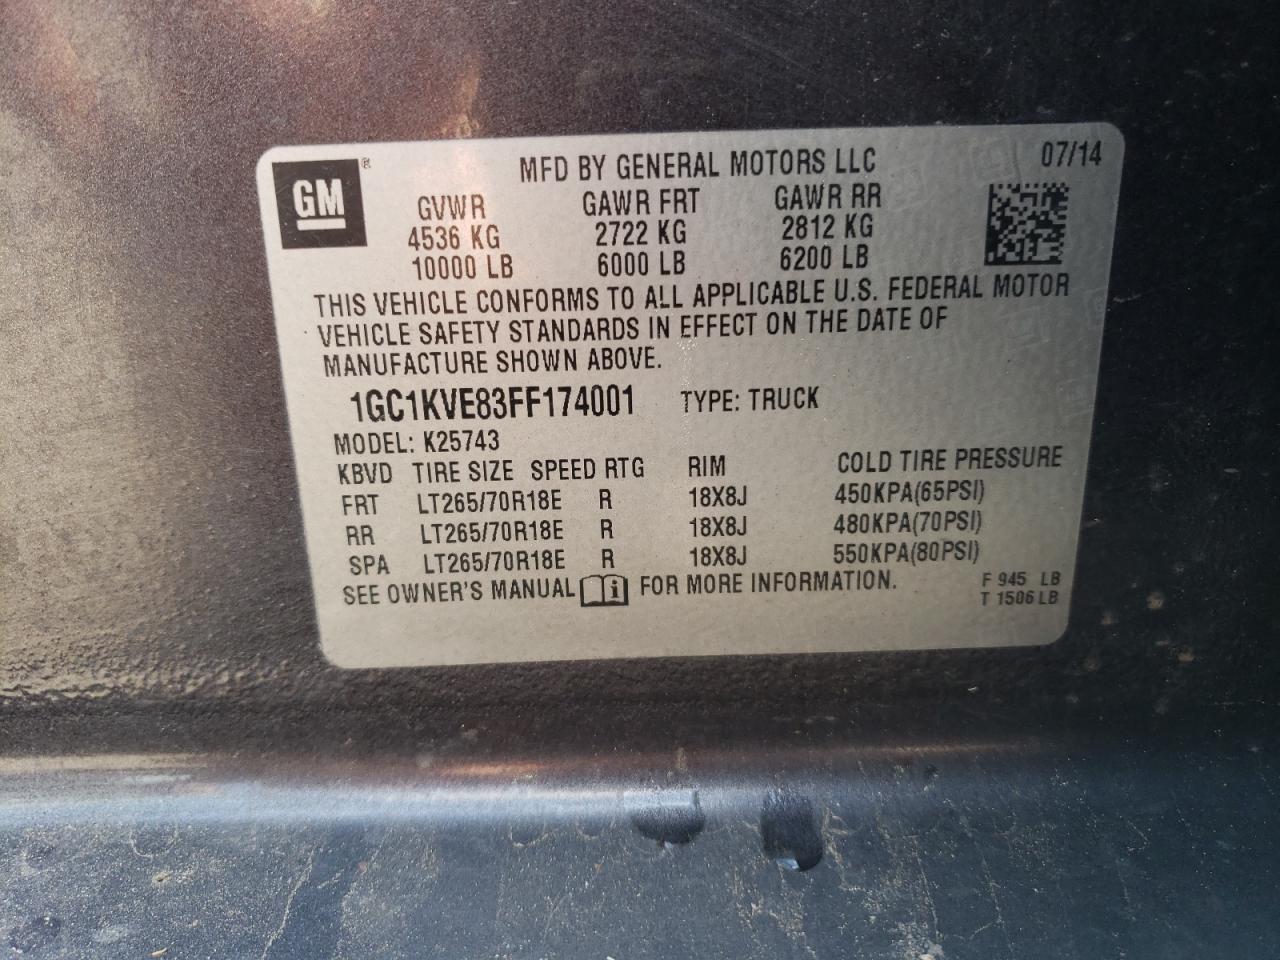 GM ®
MFD BY GENERAL MOTORS LLC 07/14
GVWR GAWR FRT GAWR RR
4536 KG 2722 KG 2812 KG
10000 LB 6000 LB 6200 LB
THIS VEHICLE CONFORMS TO ALL APPLICABLE U.S. FEDERAL MOTOR
VEHICLE SAFETY STANDARDS IN EFFECT ON THE DATE OF
MANUFACTURE SHOWN ABOVE.
1GC1KVE83FF174001 TYPE: TRUCK
MODEL: K25743
KBVD TIRE SIZE SPEED RTG RIM COLD TIRE PRESSURE
FRT LT265/70R18E R 18X8J 450KPA(65PSI)
RR LT265/70R18E R 18X8J 480KPA(70PSI)
SPA LT265/70R18E R 18X8J 550KPA(80PSI)
SEE OWNER'S MANUAL i FOR MORE INFORMATION. F 945 LB
T 1506 LB